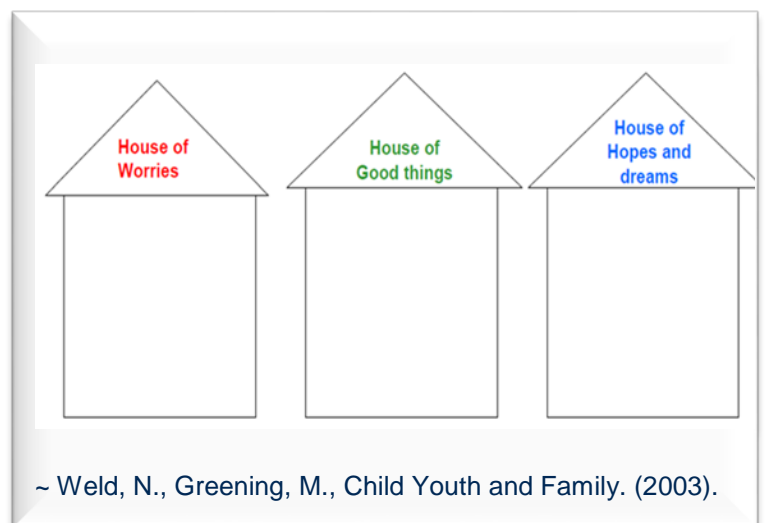 House of
Worries
House of
Good things
House of
Hopes and
dreams
~ Weld, N., Greening, M., Child Youth and Family. (2003).